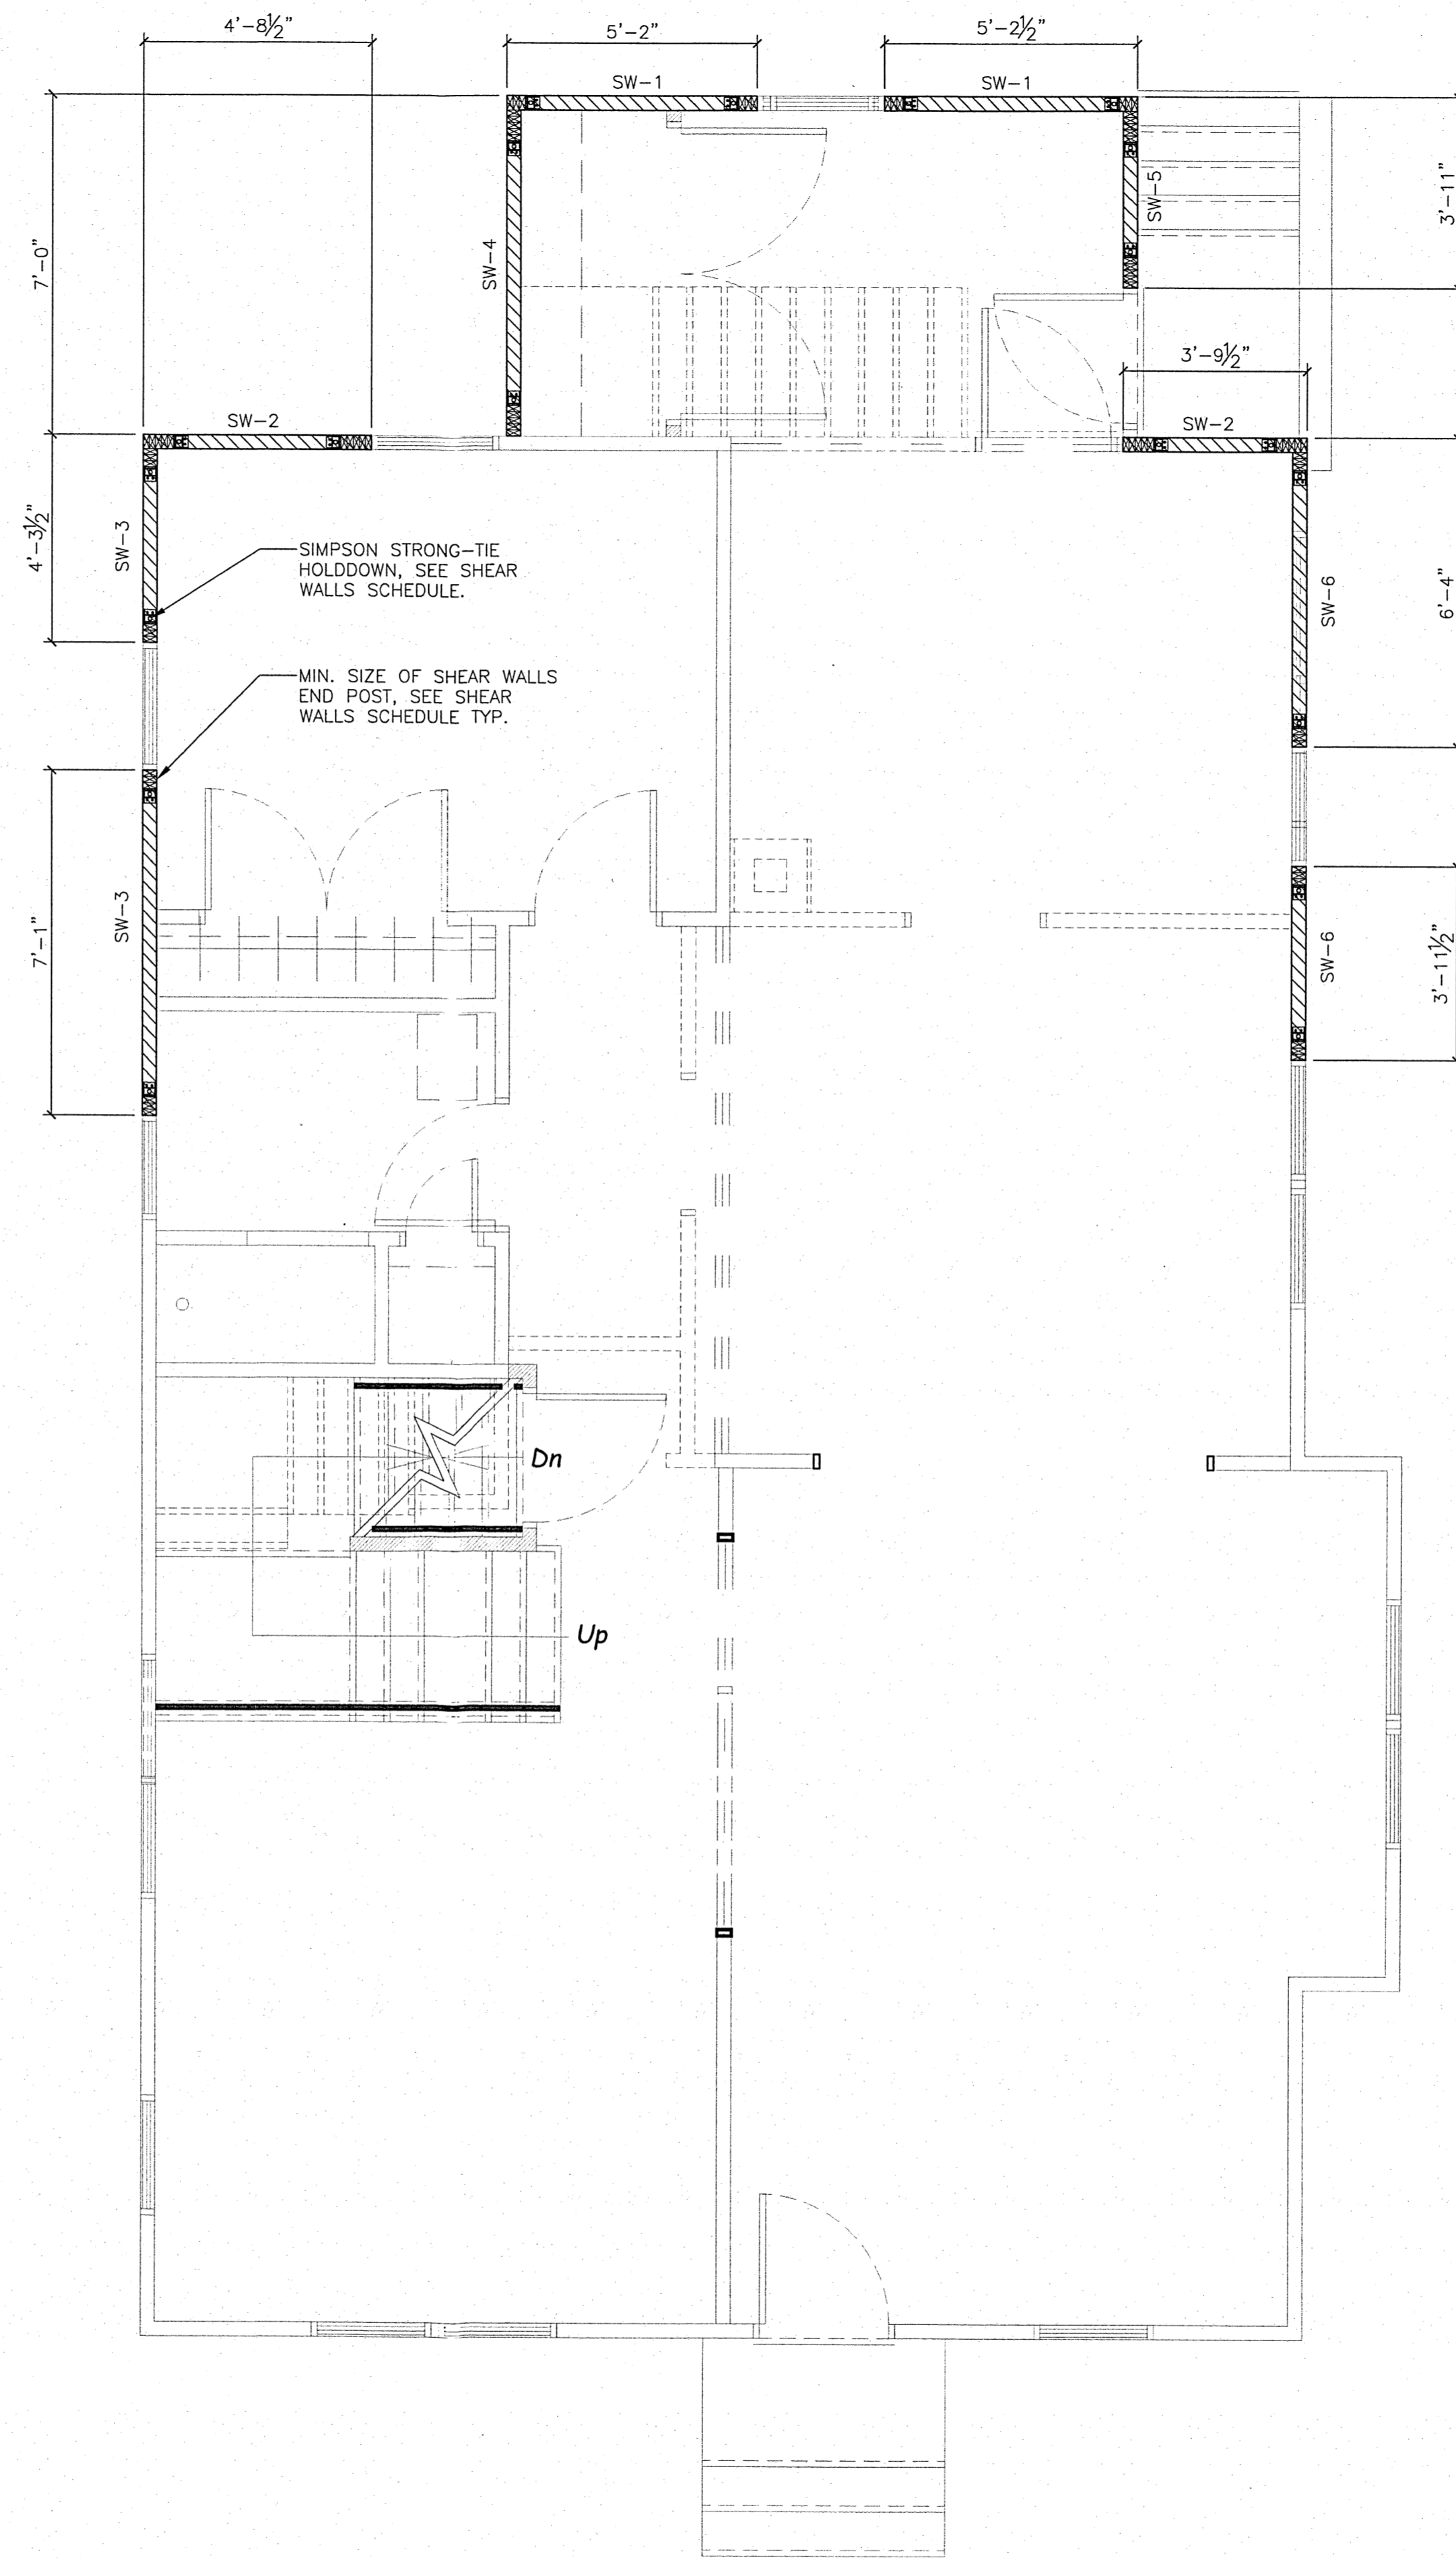 4'-8½"
5'-2"
5'-2½"
SW-1
SW-1
7'-0"
SW-4
SW-5
3'-11"
3'-9½"
SW-2
SW-2
4'-3½"
SW-3
SIMPSON STRONG-TIE
HOLDDOWN, SEE SHEAR
WALLS SCHEDULE.
SW-6
6'-4"
MIN. SIZE OF SHEAR WALLS
END POST, SEE SHEAR
WALLS SCHEDULE TYP.
7'-1"
SW-3
SW-6
3'-11½"
Dn
Up